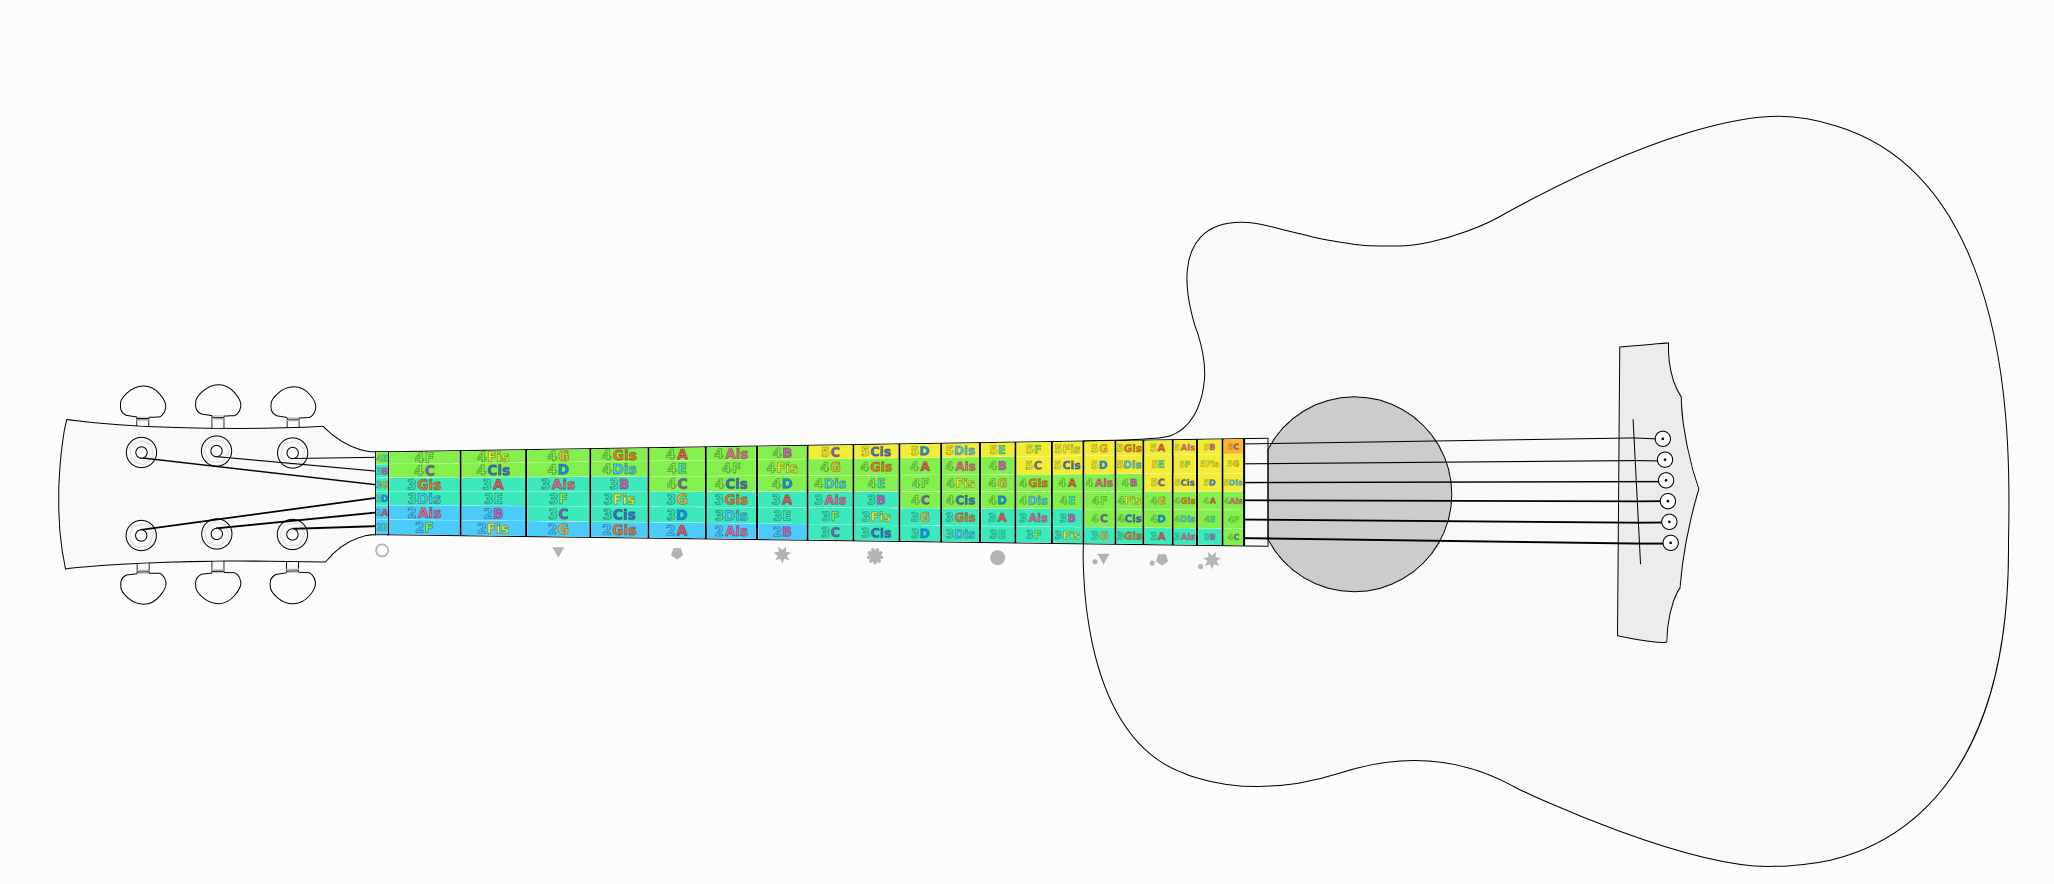 4E 4F 4Fis 4G 4Gis 4A 4Ais 4B 5C 5Cis 5D 5Dis 5E 5F 5Fis 5G 5Gis 5A 5Ais 5B 6C
3B 4C 4Cis 4D 4Dis 4E 4F 4Fis 4G 4Gis 4A 4Ais 4B 5C 5Cis 5D 5Dis 5E 5F 5Fis 5G
3G 3Gis 3A 3Ais 3B 4C 4Cis 4D 4Dis 4E 4F 4Fis 4G 4Gis 4A 4Ais 4B 5C 5Cis 5D 5Dis
3D 3Dis 3E 3F 3Fis 3G 3Gis 3A 3Ais 3B 4C 4Cis 4D 4Dis 4E 4F 4Fis 4G 4Gis 4A 4Ais
2A 2Ais 2B 3C 3Cis 3D 3Dis 3E 3F 3Fis 3G 3Gis 3A 3Ais 3B 4C 4Cis 4D 4Dis 4E 4F
2E 2F 2Fis 2G 2Gis 2A 2Ais 2B 3C 3Cis 3D 3Dis 3E 3F 3Fis 3G 3Gis 3A 3Ais 3B 4C